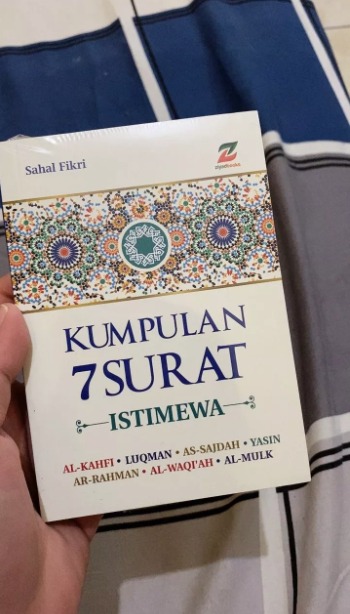 Sahal Fikri
KUMPULAN
7 SURAT
ISTIMEWA
AL-KAHFI • LUQMAN • AS-SAJDAH • YASIN
AR-RAHMAN • AL-WAQI'AH • AL-MULK